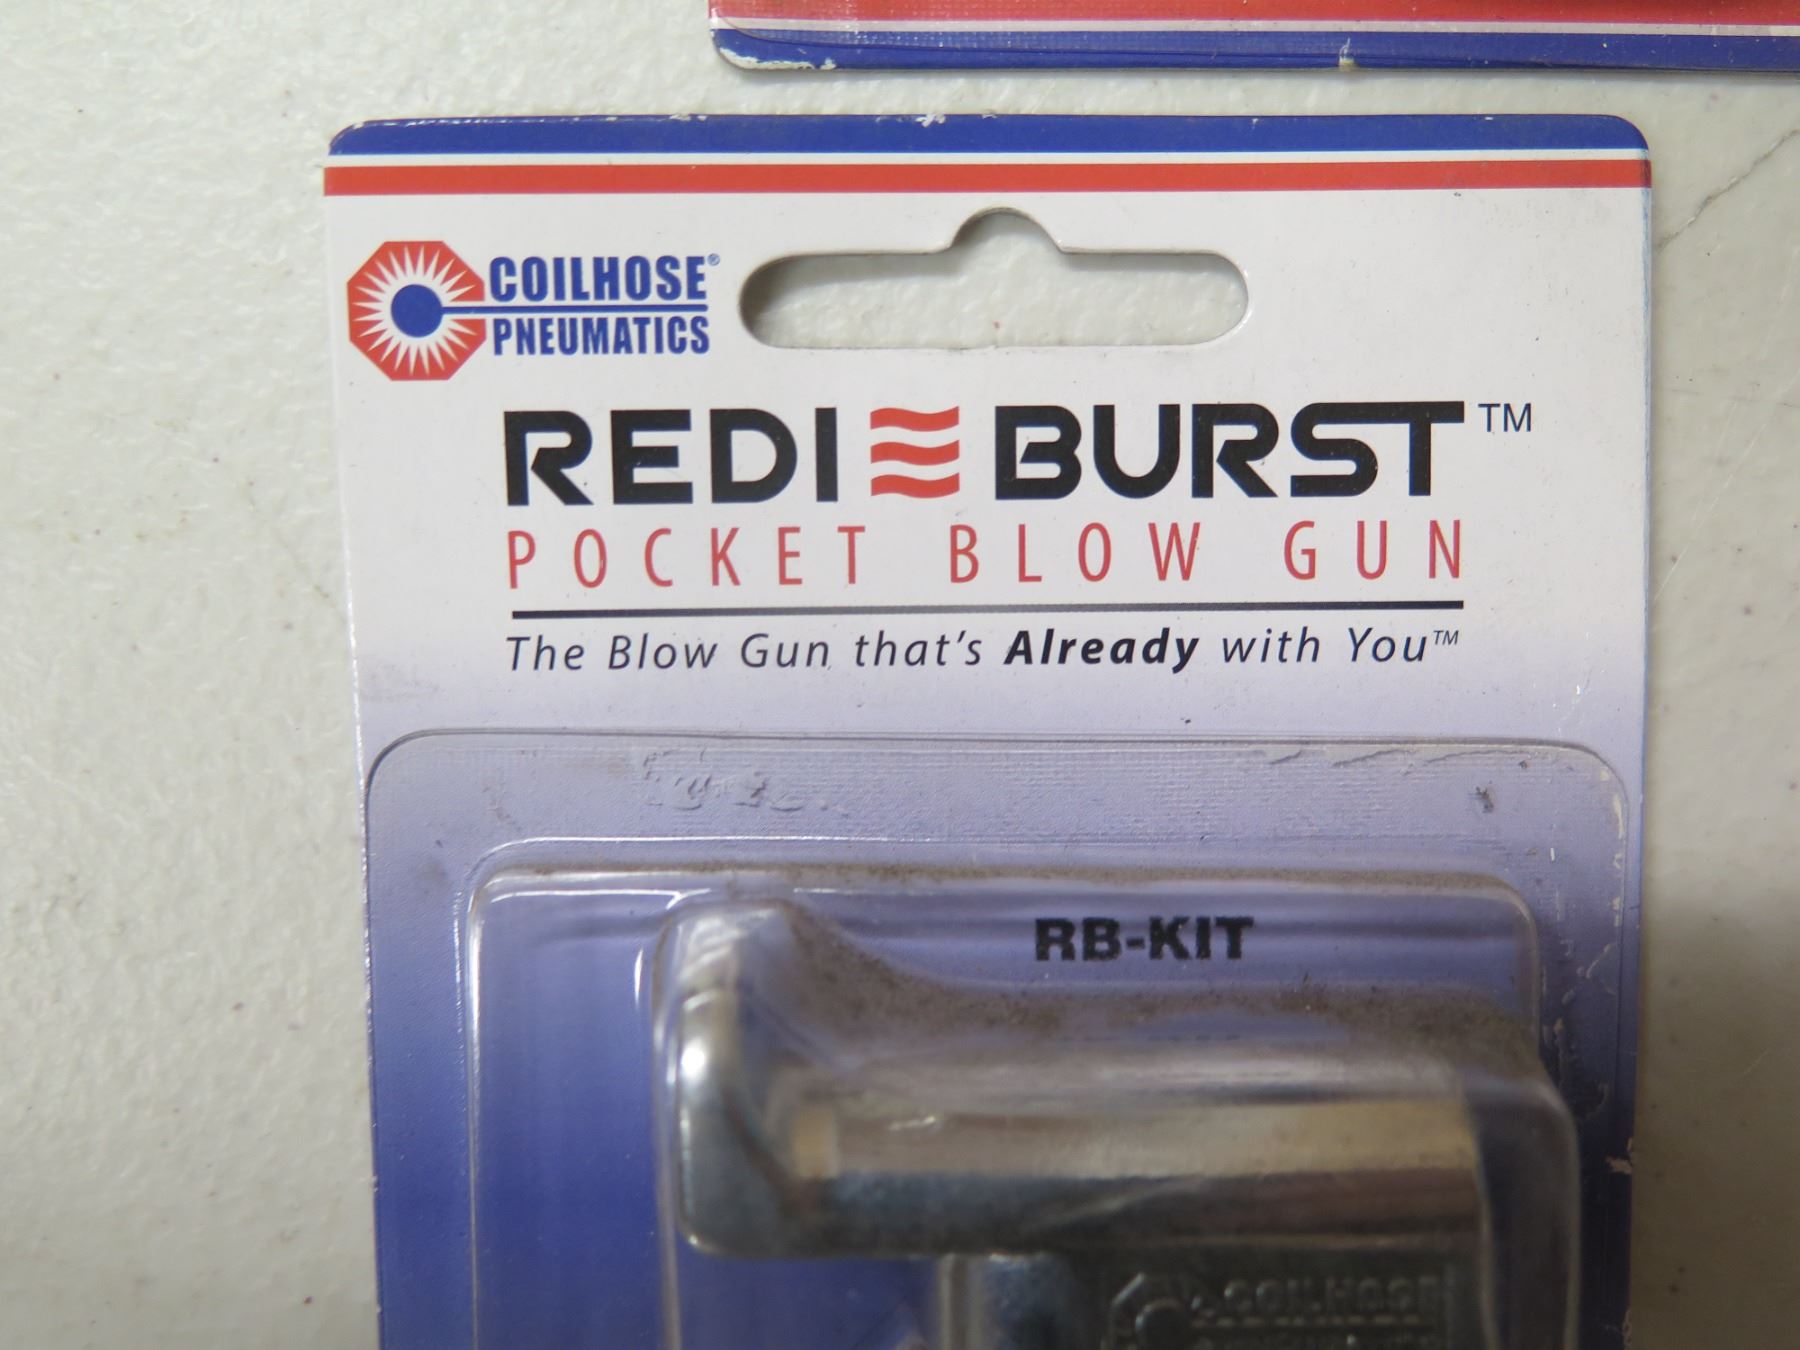 COILHOSE®
PNEUMATICS
REDI BURST™
POCKET BLOW GUN
The Blow Gun that's Already with You™
RB-KIT
COILHOSE